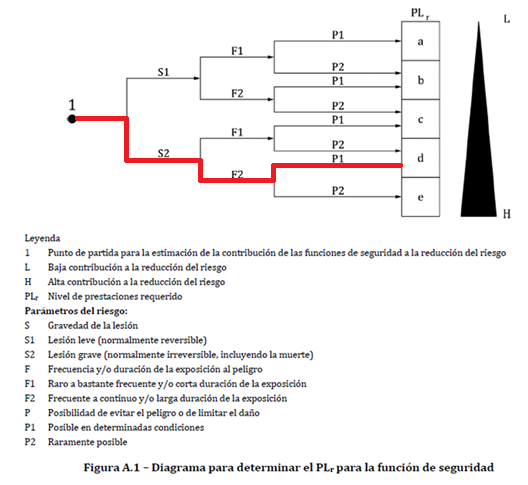 PLr
L
P1
a
F1
P2
S1
P1
b
F2
P2
1
c
P1
F1
P2
S2
d
P1
F2
P2
e
H
Leyenda
1 Punto de partida para la estimación de la contribución de las funciones de seguridad a la reducción del riesgo
L Baja contribución a la reducción del riesgo
H Alta contribución a la reducción del riesgo
PLr Nivel de prestaciones requerido
Parámetros del riesgo:
S Gravedad de la lesión
S1 Lesión leve (normalmente reversible)
S2 Lesión grave (normalmente irreversible, incluyendo la muerte)
F Frecuencia y/o duración de la exposición al peligro
F1 Raro a bastante frecuente y/o corta duración de la exposición
F2 Frecuente a continuo y/o larga duración de la exposición
P Posibilidad de evitar el peligro o de limitar el daño
P1 Posible en determinadas condiciones
P2 Raramente posible
Figura A.1 – Diagrama para determinar el PLr para la función de seguridad